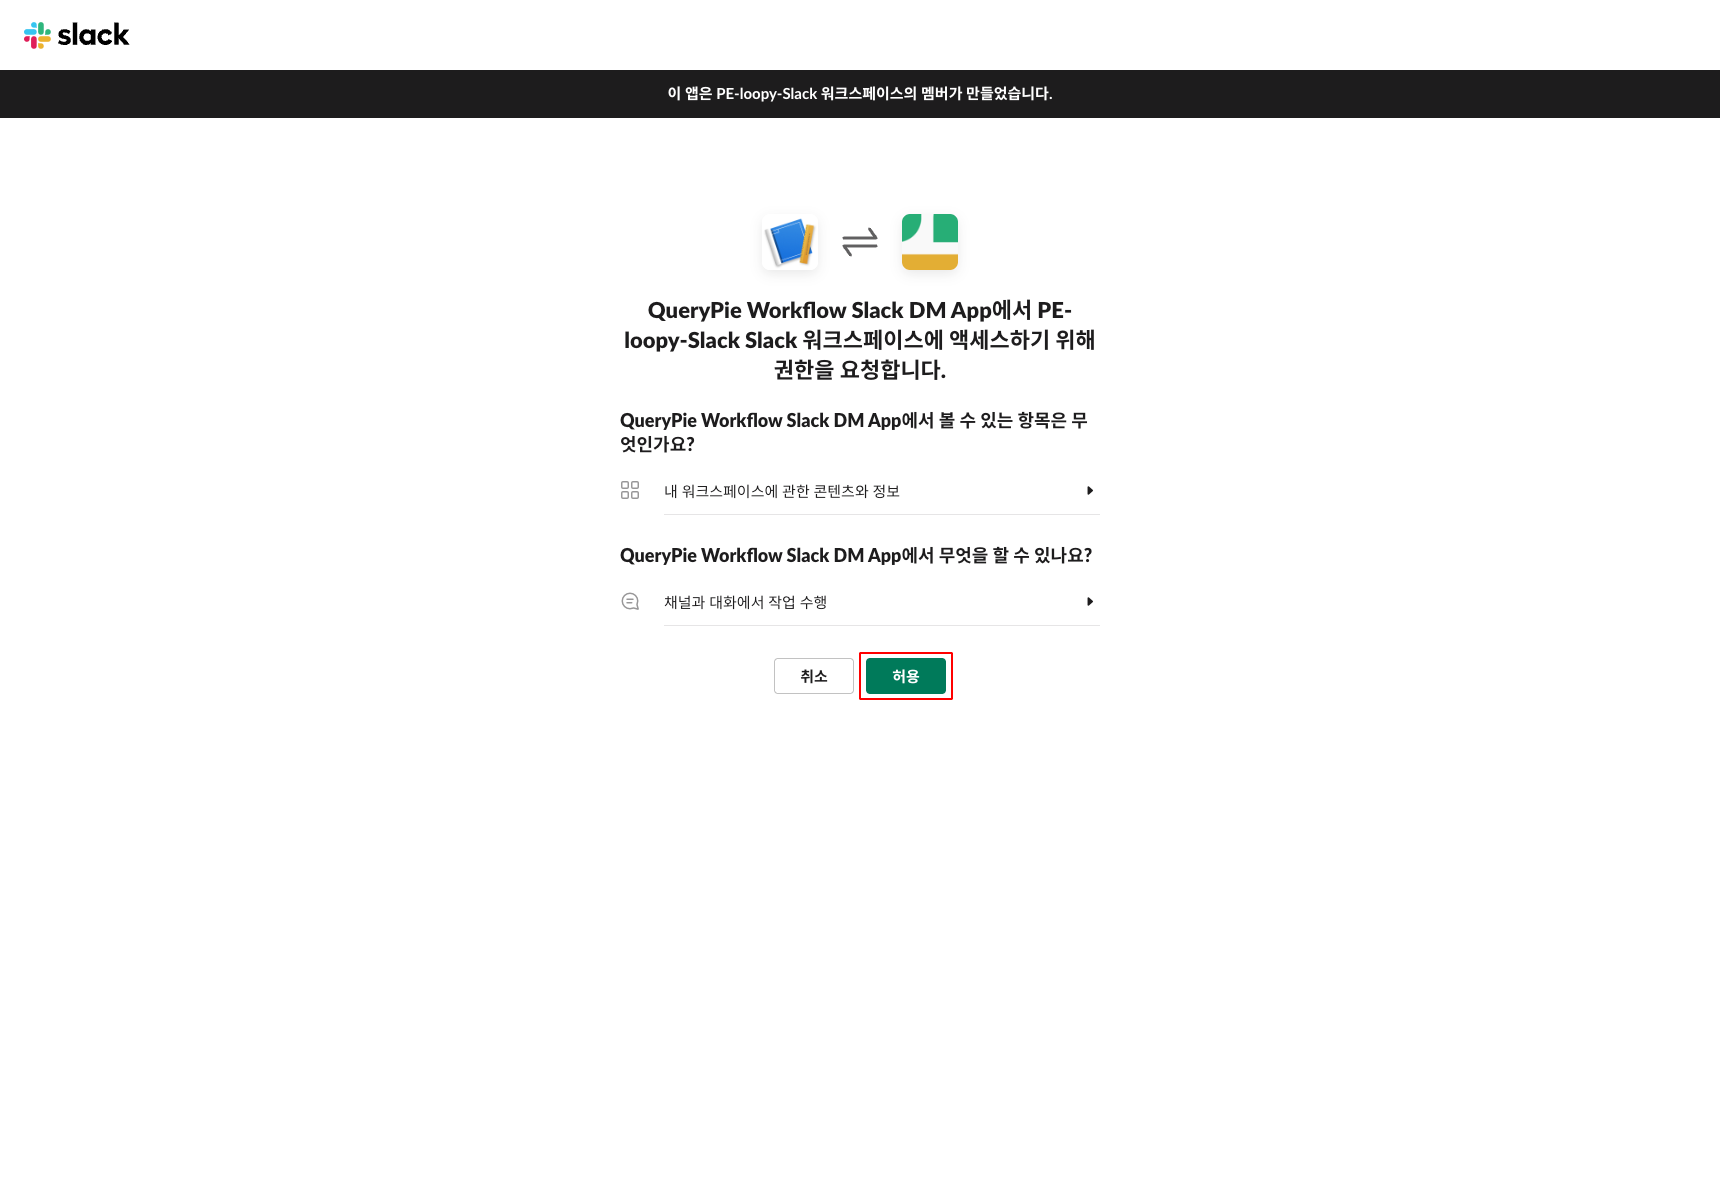 slack
이 앱은 PE-loopy-Slack 워크스페이스의 멤버가 만들었습니다.
QueryPie Workflow Slack DM App에서 PE-
loopy-Slack Slack 워크스페이스에 액세스하기 위해
권한을 요청합니다.
QueryPie Workflow Slack DM App에서 볼 수 있는 항목은 무
엇인가요?
내 워크스페이스에 관한 콘텐츠와 정보
QueryPie Workflow Slack DM App에서 무엇을 할 수 있나요?
채널과 대화에서 작업 수행
취소
허용